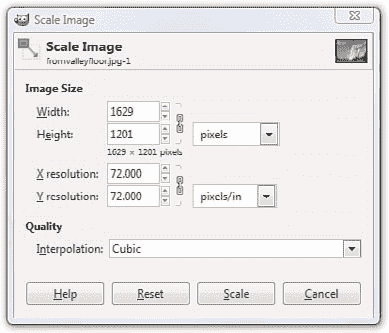 Scale Image
Scale Image
fromvalleyfloor.jpg-1
Image Size
Width: 1629
Height: 1201 pixels
1629 × 1201 pixels
X resolution: 72.000
Y resolution: 72.000 pixels/in
Quality
Interpolation: Cubic
Help Reset Scale Cancel